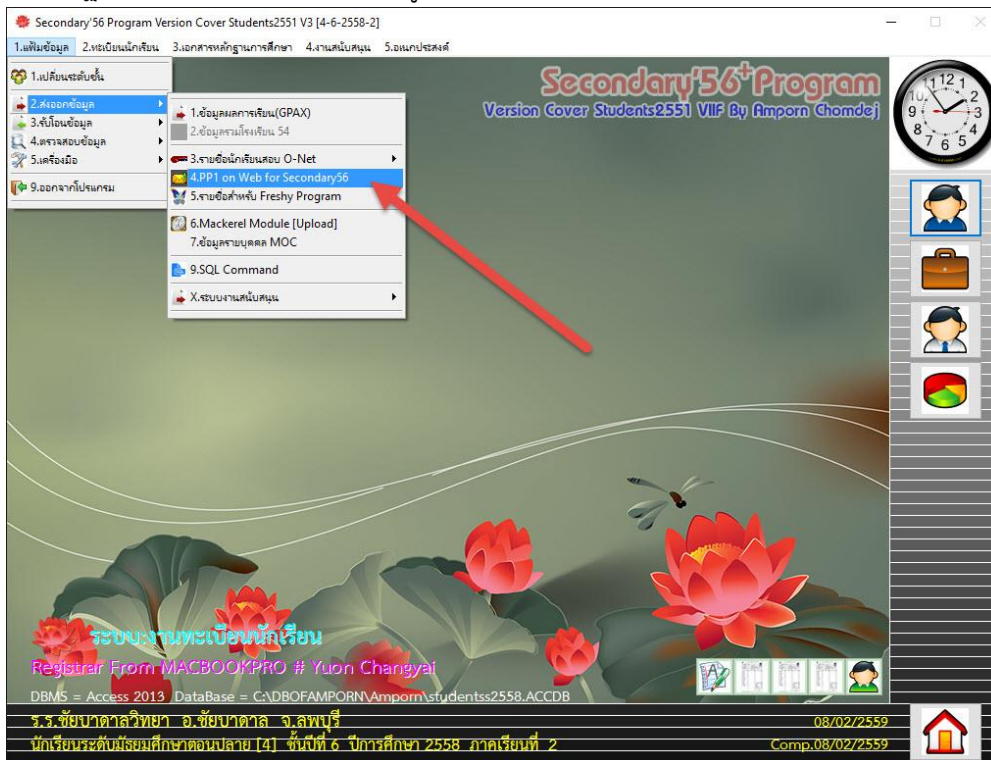 Secondary'56 Program Version Cover Students2551 V3 [4-6-2558-2]
1.แฟ้มข้อมูล 2.ทะเบียนนักเรียน 3.เอกสารหลักฐานการศึกษา 4.งานสนับสนุน 5.อเนกประสงค์
1.เปลี่ยนระดับชั้น
2.ส่งออกข้อมูล
3.รับโอนข้อมูล
4.ตรวจสอบข้อมูล
5.เครื่องมือ
9.ออกจากโปรแกรม
1.ข้อมูลผลการเรียน(GPAX)
2.ข้อมูลรวมโรงเรียน 54
3.รายชื่อนักเรียนสอบ O-Net
4.PP1 on Web for Secondary56
5.รายชื่อสำหรับ Freshy Program
6.Mackerel Module [Upload]
7.ข้อมูลรายบุคคล MOC
9.SQL Command
X.ระบบงานสนับสนุน
Secondary'56+Program
Version Cover Students2551 VIIF By Amporn Chomdej
11 12 1
10 2
9 3
8 4
7 6 5
ระบบ:งานทะเบียนนักเรียน
Registrar From MACBOOKPRO # Yuon Changyai
DBMS = Access 2013 DataBase = C:\DBOFAMPORN\Amporn\studentss2558.ACCDB
ร.ร.ชัยบาดาลวิทยา อ.ชัยบาดาล จ.ลพบุรี 08/02/2559
นักเรียนระดับมัธยมศึกษาตอนปลาย [4] ชั้นปีที่ 6 ปีการศึกษา 2558 ภาคเรียนที่ 2 Comp.08/02/2559